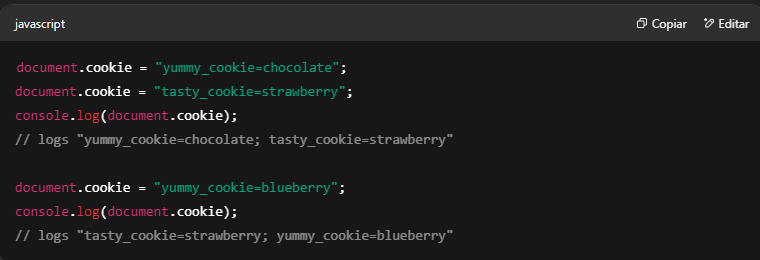 javascript
Copiar
Editar
document.cookie = "yummy_cookie=chocolate";
document.cookie = "tasty_cookie=strawberry";
console.log(document.cookie);
// logs "yummy_cookie=chocolate; tasty_cookie=strawberry"
document.cookie = "yummy_cookie=blueberry";
console.log(document.cookie);
// logs "tasty_cookie=strawberry; yummy_cookie=blueberry"